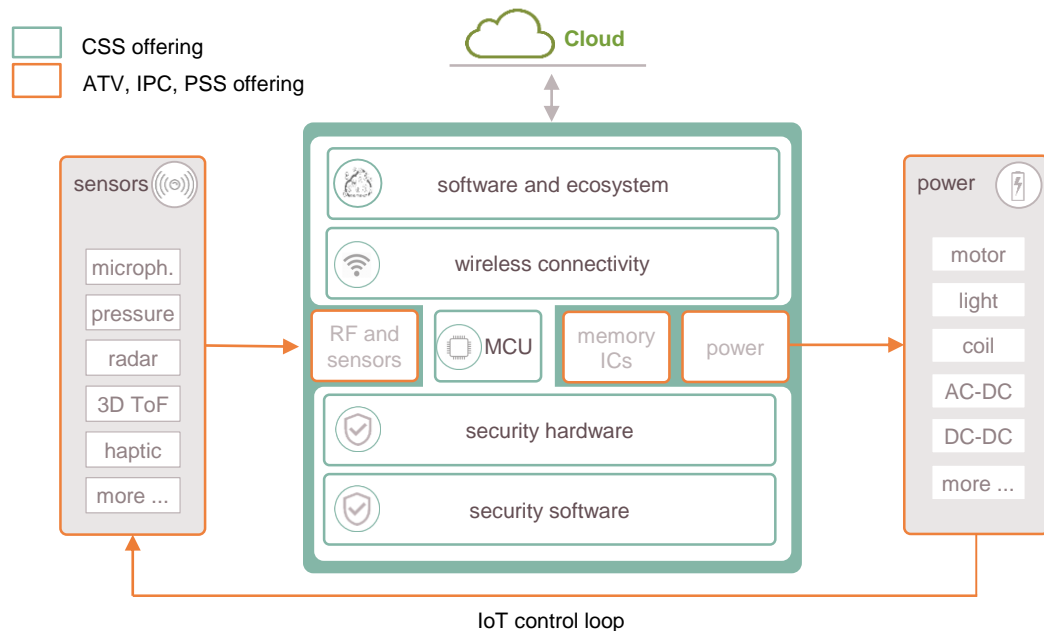 CSS offering
ATV, IPC, PSS offering
Cloud
sensors
microph.
pressure
radar
3D ToF
haptic
more ...
software and ecosystem
wireless connectivity
RF and
sensors
MCU
memory
ICs
power
security hardware
security software
power
motor
light
coil
AC-DC
DC-DC
more ...
IoT control loop